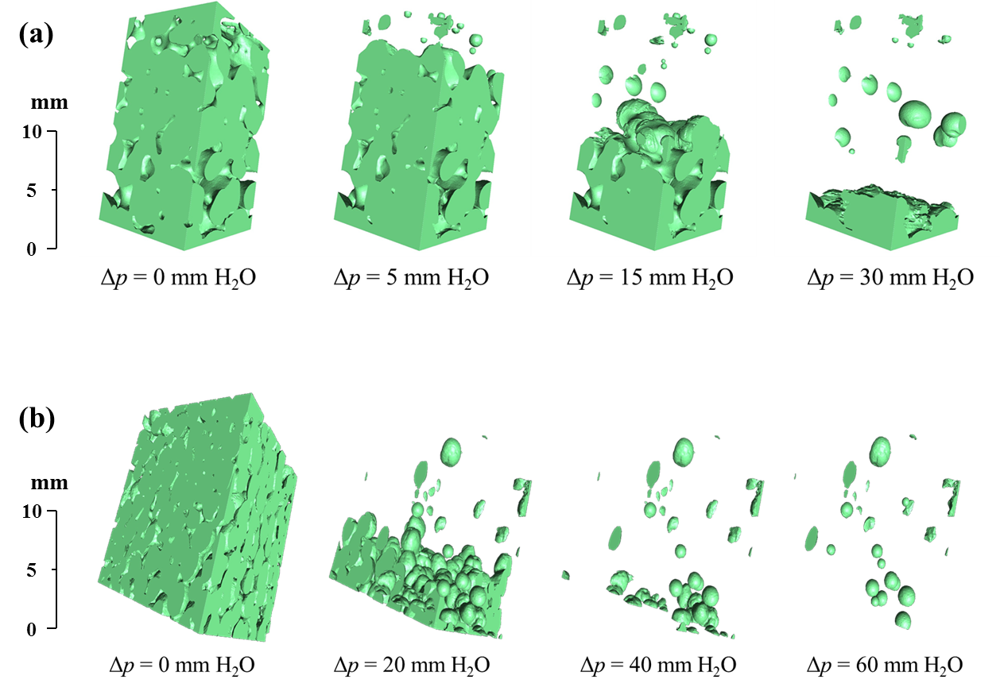 (a)
mm
10
5
0
Δp = 0 mm H₂O Δp = 5 mm H₂O Δp = 15 mm H₂O Δp = 30 mm H₂O
(b)
mm
10
5
0
Δp = 0 mm H₂O Δp = 20 mm H₂O Δp = 40 mm H₂O Δp = 60 mm H₂O